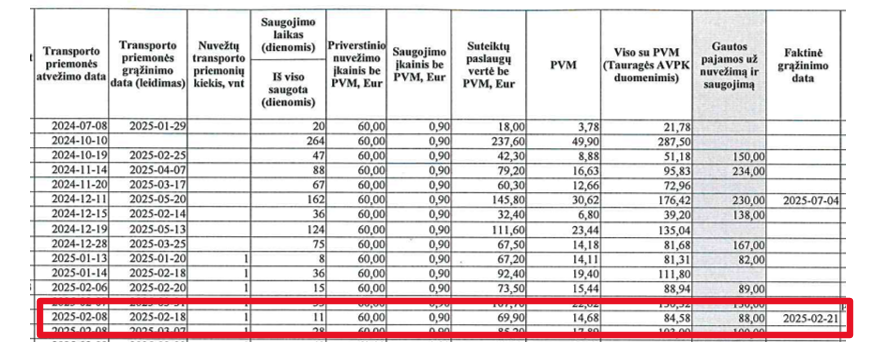 Transporto priemonės atvežimo data | Transporto priemonės grąžinimo data (leidimas) | Nuvežtų transporto priemonių kiekis, vnt | Saugojimo laikas (dienomis) Iš viso saugota (dienomis) | Priverstinio nuvežimo įkainis be PVM, Eur | Saugojimo įkainis be PVM, Eur | Suteiktų paslaugų vertė be PVM, Eur | PVM | Viso su PVM (Tauragės AVPK duomenimis) | Gautos pajamos už nuvežimą ir saugojimą | Faktinė grąžinimo data
2024-07-08 2025-01-29 20 60,00 0,90 18,00 3,78 21,78
2024-10-10 264 60,00 0,90 237,60 49,90 287,50
2024-10-19 2025-02-25 47 60,00 0,90 42,30 8,88 51,18 150,00
2024-11-14 2025-04-07 88 60,00 0,90 79,20 16,63 95,83 234,00
2024-11-20 2025-03-17 67 60,00 0,90 60,30 12,66 72,96
2024-12-11 2025-05-20 162 60,00 0,90 145,80 30,62 176,42 230,00 2025-07-04
2024-12-15 2025-02-14 36 60,00 0,90 32,40 6,80 39,20 138,00
2024-12-19 2025-05-13 124 60,00 0,90 111,60 23,44 135,04
2024-12-28 2025-03-25 75 60,00 0,90 67,50 14,18 81,68 167,00
2025-01-13 2025-01-20 1 8 60,00 0,90 67,20 14,11 81,31 82,00
2025-01-14 2025-02-18 1 36 60,00 0,90 92,40 19,40 111,80
2025-02-06 2025-02-20 1 15 60,00 0,90 73,50 15,44 88,94 89,00
2025-02-08 2025-02-18 1 11 60,00 0,90 69,90 14,68 84,58 88,00 2025-02-21
2025-02-08 2025-03-07 1 28 60,00 0,90 85,20 17,89